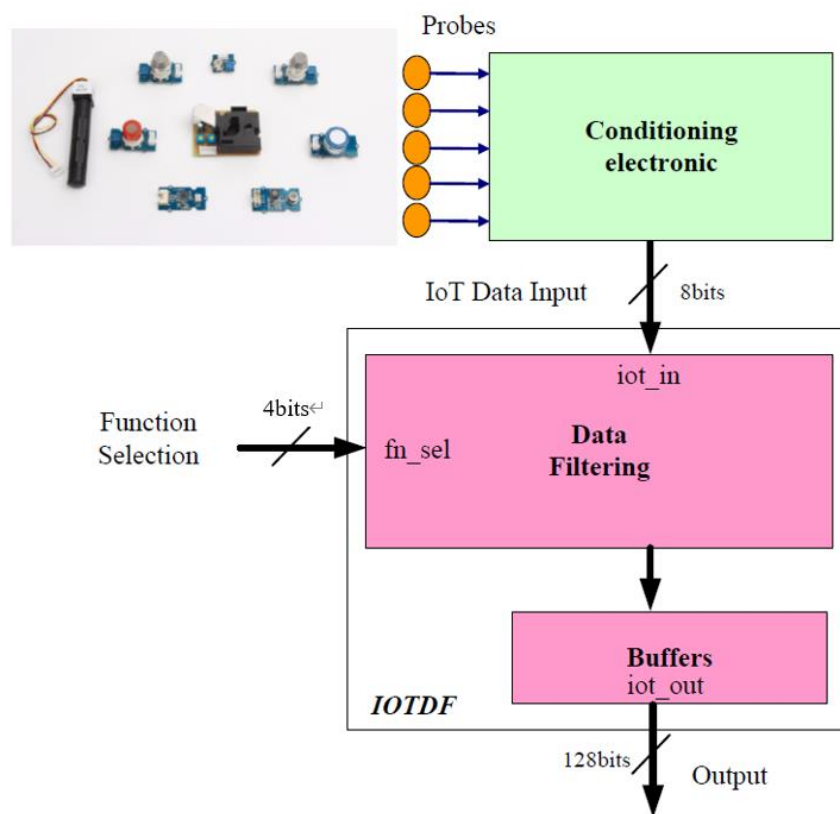 Probes
Conditioning
electronic
IoT Data Input
8bits
iot_in
4bits↵
Function
Selection
fn_sel
Data
Filtering
Buffers
iot_out
IOTDF
128bits
Output